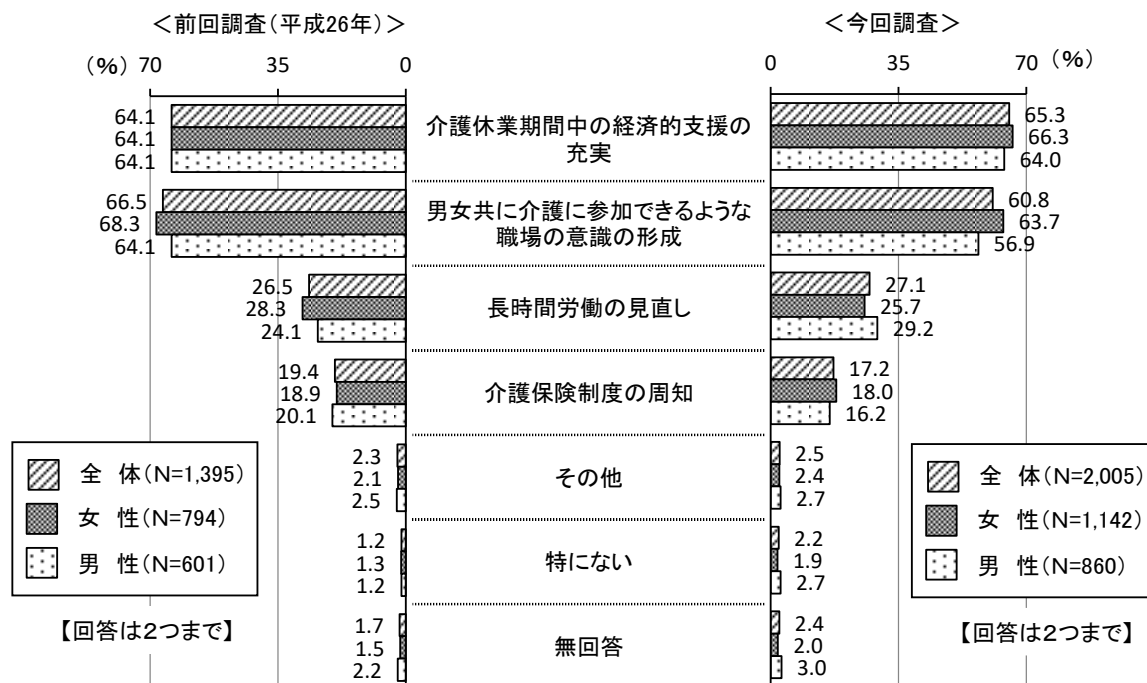 ＜前回調査（平成26年）＞
＜今回調査＞
（％）
70
35
0
0
35
70
（％）
64.1
64.1
64.1
介護休業期間中の経済的支援の
充実
65.3
66.3
64.0
66.5
68.3
64.1
男女共に介護に参加できるような
職場の意識の形成
60.8
63.7
56.9
26.5
28.3
24.1
長時間労働の見直し
27.1
25.7
29.2
19.4
18.9
20.1
介護保険制度の周知
17.2
18.0
16.2
2.3
2.1
2.5
その他
2.5
2.4
2.7
1.2
1.3
1.2
特にない
2.2
1.9
2.7
1.7
1.5
2.2
無回答
2.4
2.0
3.0
全 体（N=1,395）
女 性（N=794）
男 性（N=601）
【回答は２つまで】
全 体（N=2,005）
女 性（N=1,142）
男 性（N=860）
【回答は２つまで】